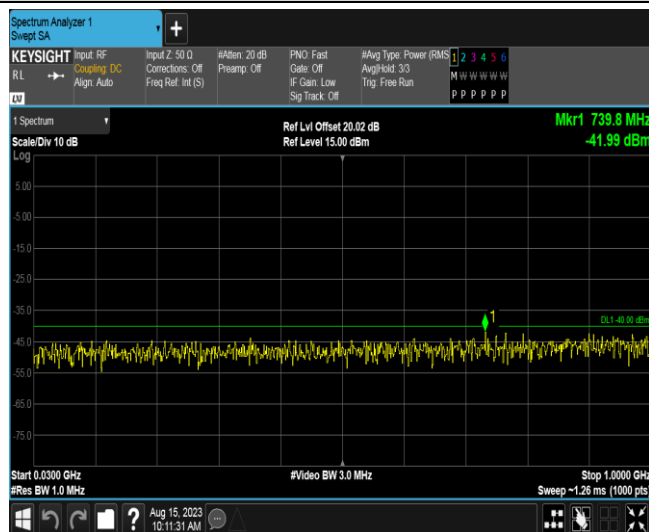 Spectrum Analyzer 1
Swept SA
+
KEYSIGHT
RL
Input: RF
Coupling: DC
Align: Auto
Input Z: 50 Ω
Corrections: Off
Freq Ref: Int (S)
#Atten: 20 dB
Preamp: Off
PNO: Fast
Gate: Off
IF Gain: Low
Sig Track: Off
#Avg Type: Power (RMS
Avg|Hold: 3/3
Trig: Free Run
1 2 3 4 5 6
M W W W W W
P P P P P P
LXI
1 Spectrum
Scale/Div 10 dB
Log
Ref Lvl Offset 20.02 dB
Ref Level 15.00 dBm
Mkr1 739.8 MHz
-41.99 dBm
5.00
-5.00
-15.0
-25.0
-35.0
-45.0
-55.0
-65.0
-75.0
1
DL1 -40.00 dBm
Start 0.0300 GHz
#Res BW 1.0 MHz
#Video BW 3.0 MHz
Stop 1.0000 GHz
Sweep ~1.26 ms (1000 pts)
?
Aug 15, 2023
10:11:31 AM